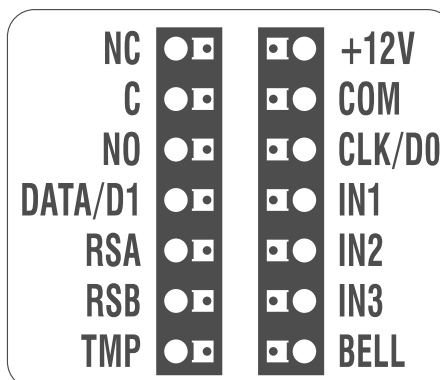 NC +12V
C COM
NO CLK/D0
DATA/D1 IN1
RSA IN2
RSB IN3
TMP BELL